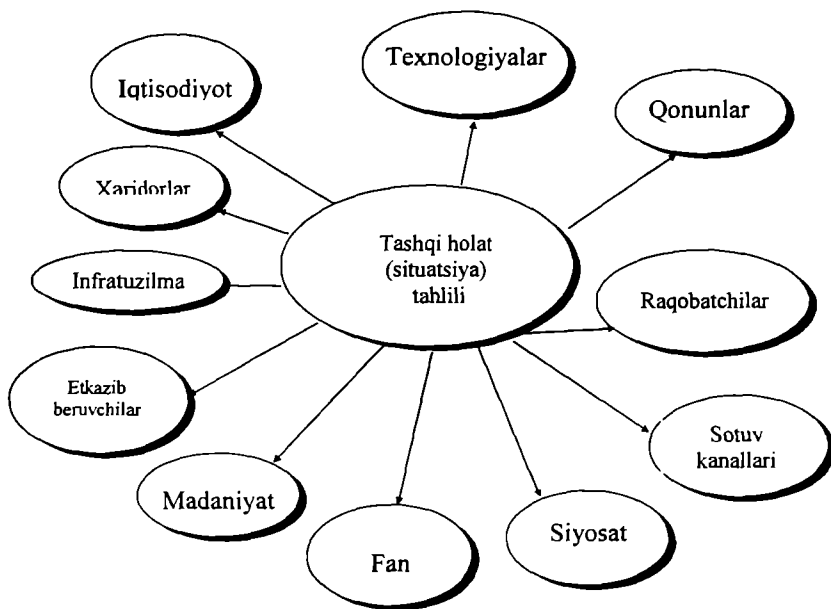 Texnologiyalar
Iqtisodiyot
Qonunlar
Xaridorlar
Tashqi holat
(situatsiya)
tahlili
Infratuzilma
Raqobatchilar
Etkazib
beruvchilar
Sotuv
kanallari
Madaniyat
Siyosat
Fan